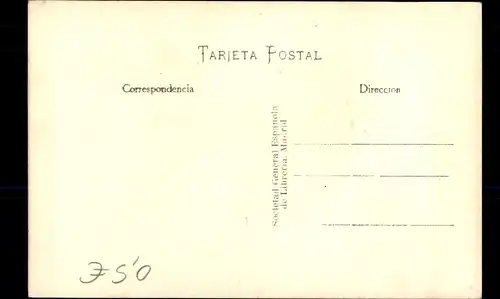 TARJETA POSTAL
Correspondencia
Direccion
Sociedad General Española
de Librería. Madrid